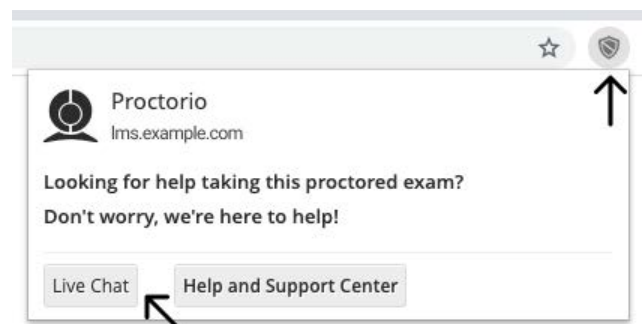 Proctorio
lms.example.com
Looking for help taking this proctored exam?
Don't worry, we're here to help!
Live Chat
Help and Support Center